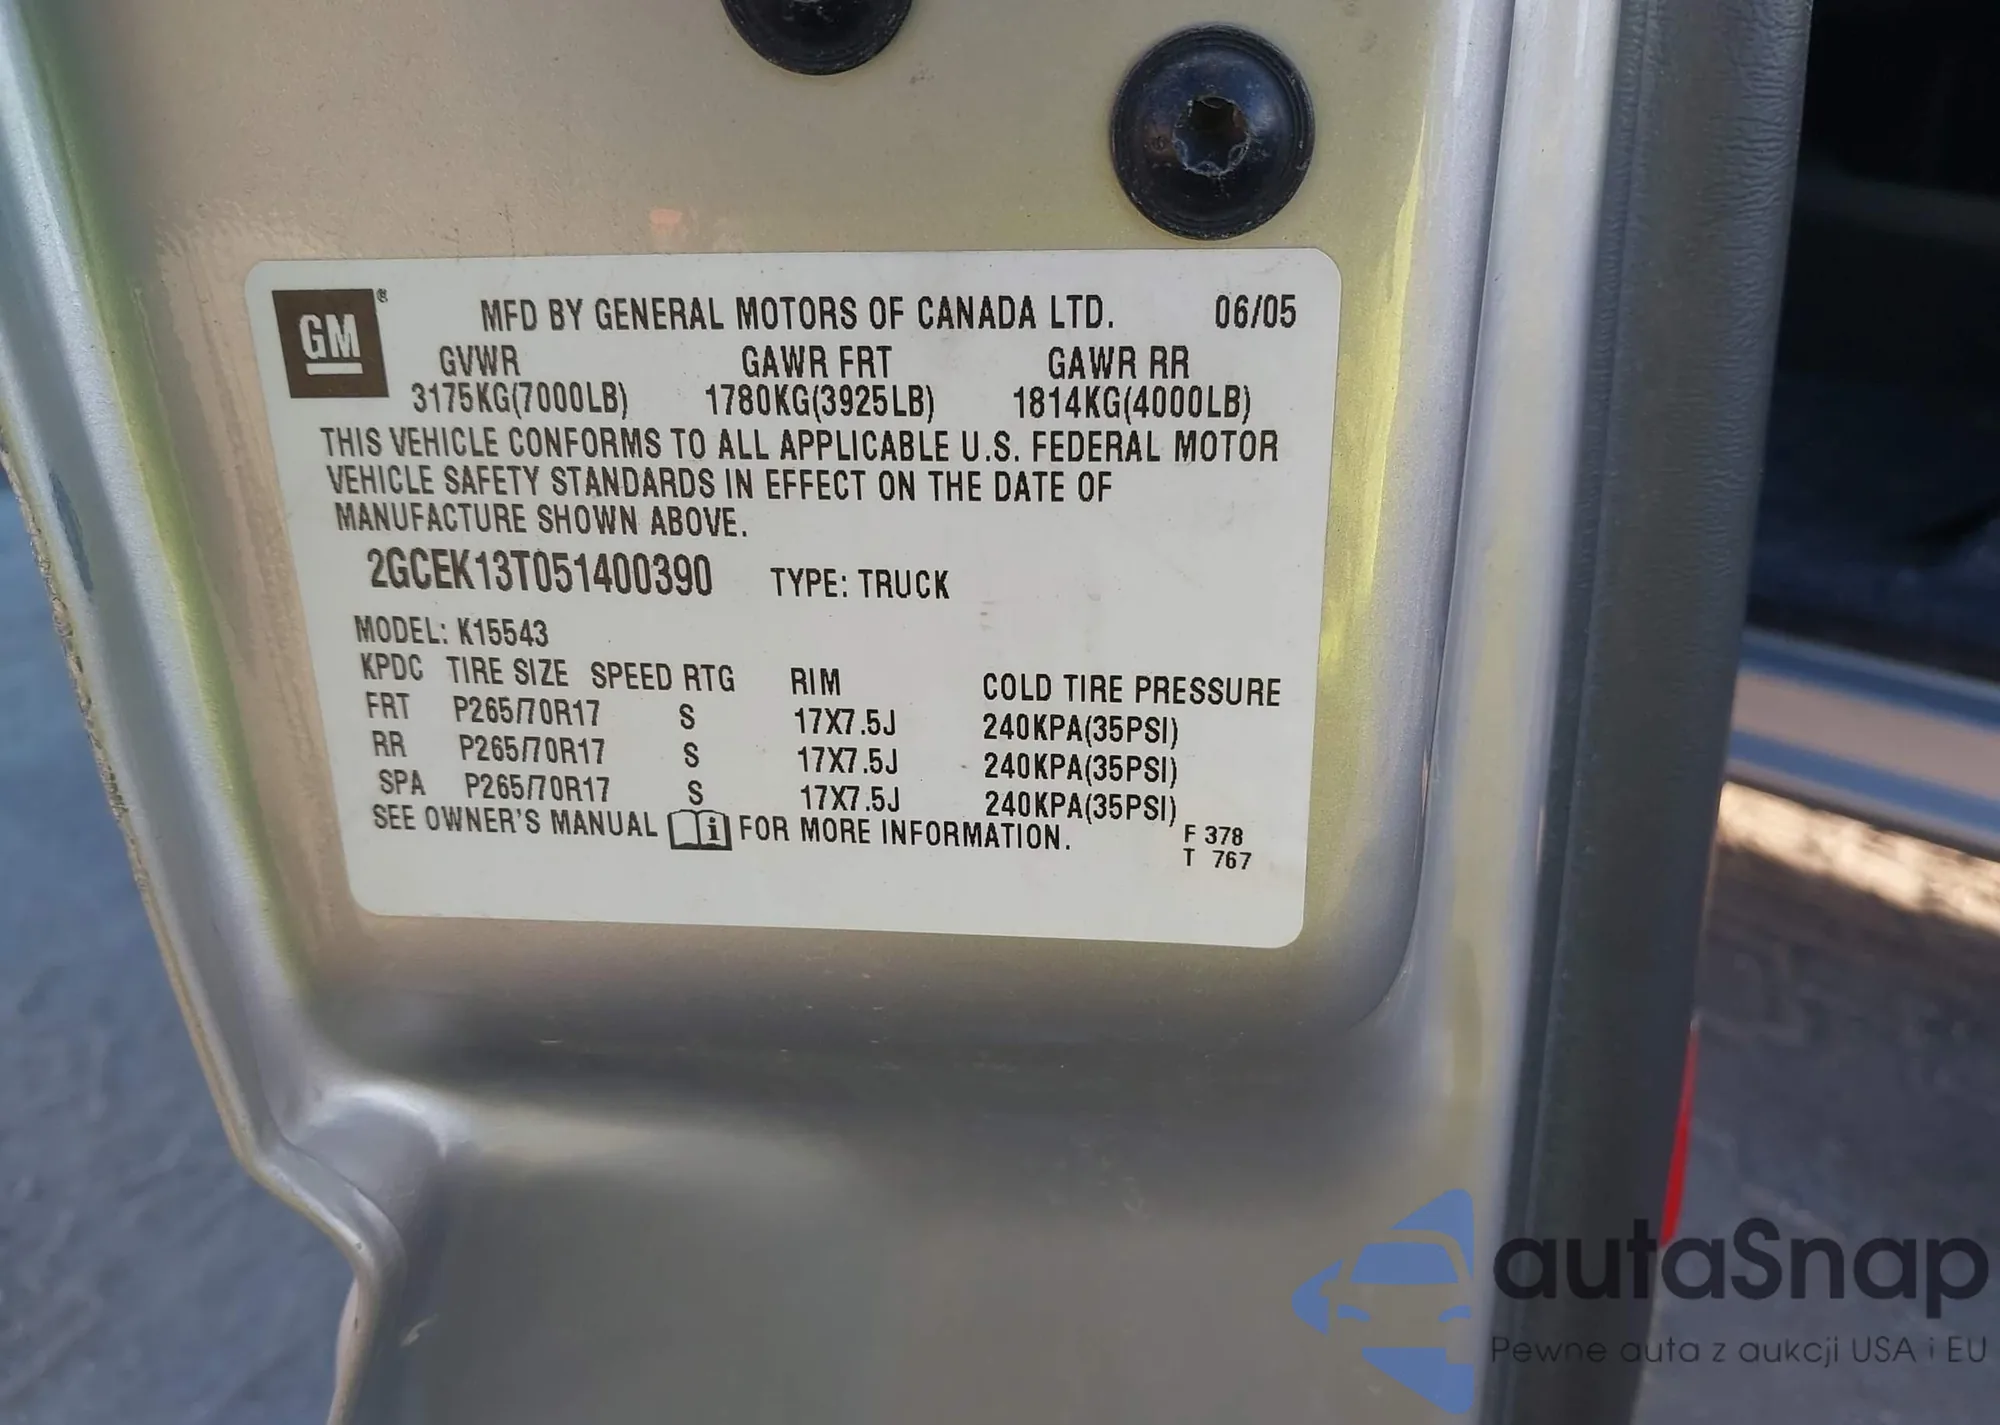 GM®
MFD BY GENERAL MOTORS OF CANADA LTD. 06/05
GVWR GAWR FRT GAWR RR
3175KG(7000LB) 1780KG(3925LB) 1814KG(4000LB)
THIS VEHICLE CONFORMS TO ALL APPLICABLE U.S. FEDERAL MOTOR
VEHICLE SAFETY STANDARDS IN EFFECT ON THE DATE OF
MANUFACTURE SHOWN ABOVE.
2GCEK13T051400390 TYPE: TRUCK
MODEL: K15543
KPDC TIRE SIZE SPEED RTG RIM COLD TIRE PRESSURE
FRT P265/70R17 S 17X7.5J 240KPA(35PSI)
RR P265/70R17 S 17X7.5J 240KPA(35PSI)
SPA P265/70R17 S 17X7.5J 240KPA(35PSI)
SEE OWNER'S MANUAL i FOR MORE INFORMATION.
F 378
T 767
autaSnap
Pewne auta z aukcji USA i EU